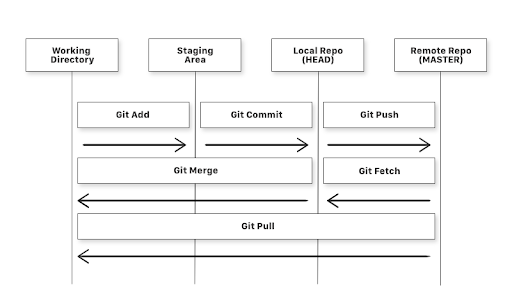 Working
Directory
Staging
Area
Local Repo
(HEAD)
Remote Repo
(MASTER)
Git Add
Git Commit
Git Push
Git Merge
Git Fetch
Git Pull